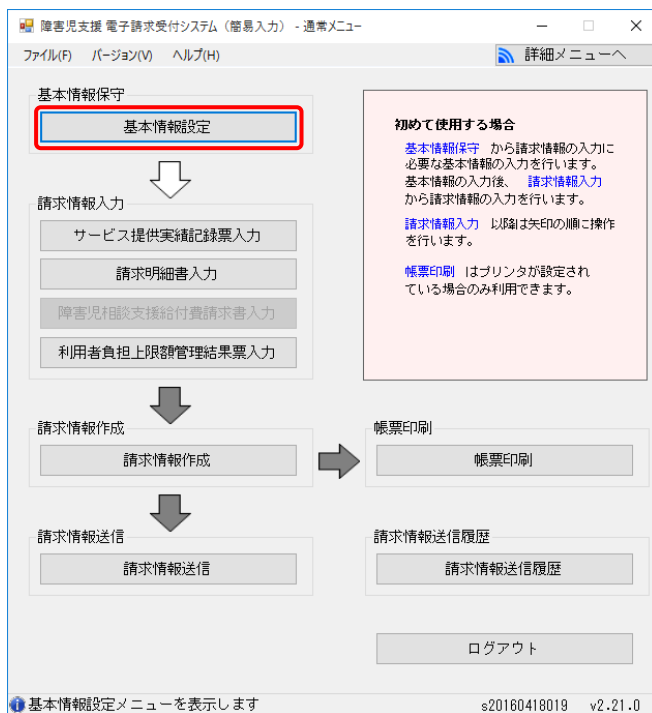 障害児支援 電子請求受付システム（簡易入力） - 通常メニュー
ファイル(F) バージョン(V) ヘルプ(H)
詳細メニューへ
基本情報保守
基本情報設定
初めて使用する場合
基本情報保守 から請求情報の入力に
必要な基本情報の入力を行います。
基本情報の入力後、 請求情報入力
から請求情報の入力を行います。
請求情報入力 以降は矢印の順に操作
を行います。
帳票印刷 はプリンタが設定され
ている場合のみ利用できます。
請求情報入力
サービス提供実績記録票入力
請求明細書入力
障害児相談支援給付費請求書入力
利用者負担上限額管理結果票入力
請求情報作成
請求情報作成
帳票印刷
帳票印刷
請求情報送信
請求情報送信
請求情報送信履歴
請求情報送信履歴
ログアウト
基本情報設定メニューを表示します
s20160418019 v2.21.0